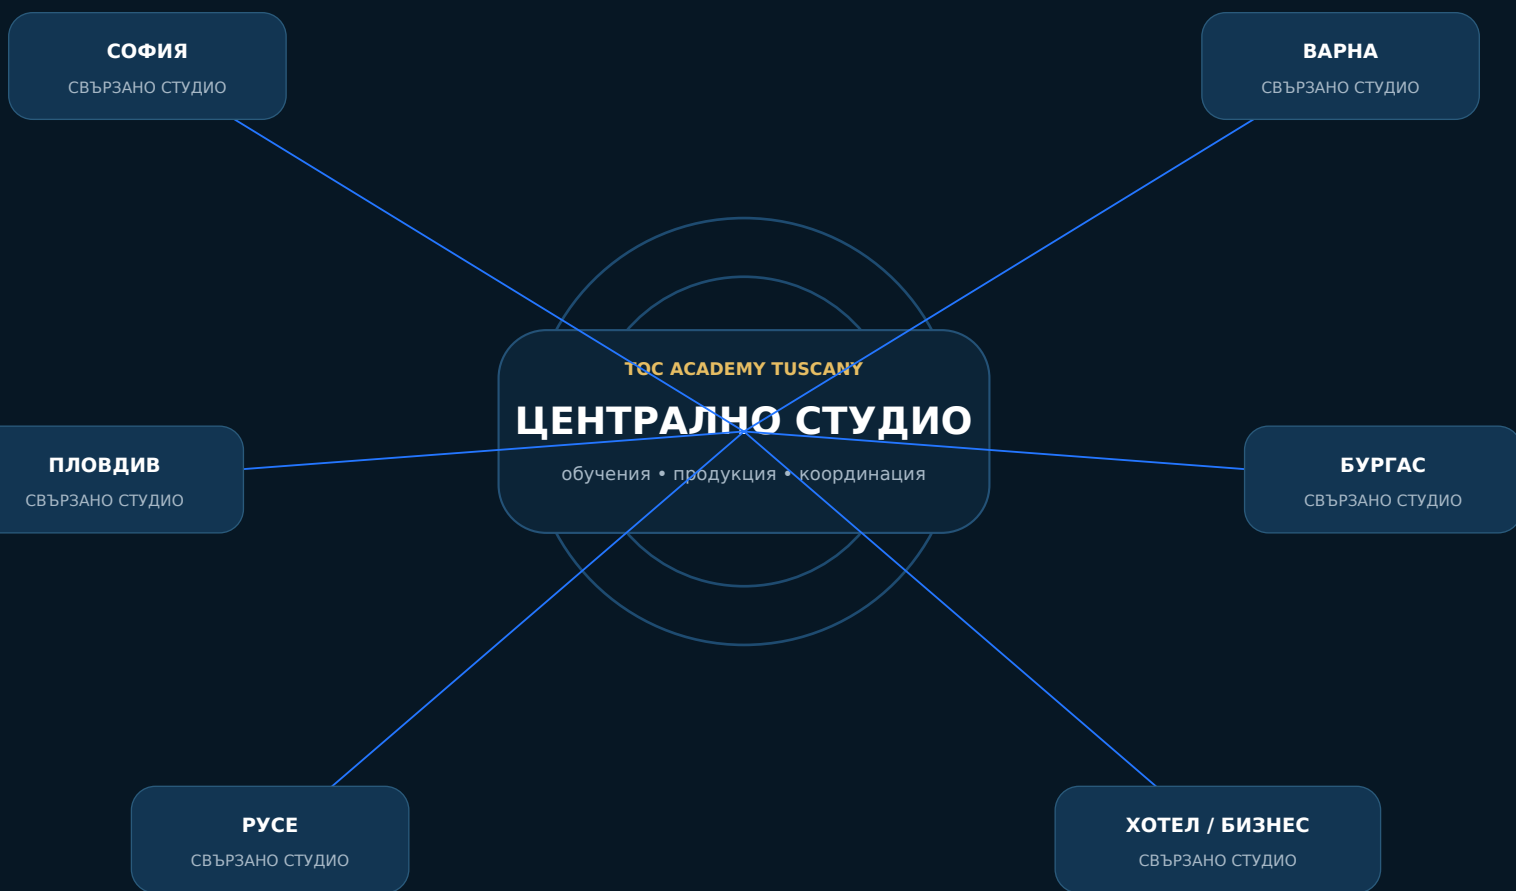 СОФИЯ
СВЪРЗАНО СТУДИО
ВАРНА
СВЪРЗАНО СТУДИО
TOC ACADEMY TUSCANY
ЦЕНТРАЛНО СТУДИО
обучения • продукция • координация
ПЛОВДИВ
СВЪРЗАНО СТУДИО
БУРГАС
СВЪРЗАНО СТУДИО
РУСЕ
СВЪРЗАНО СТУДИО
ХОТЕЛ / БИЗНЕС
СВЪРЗАНО СТУДИО